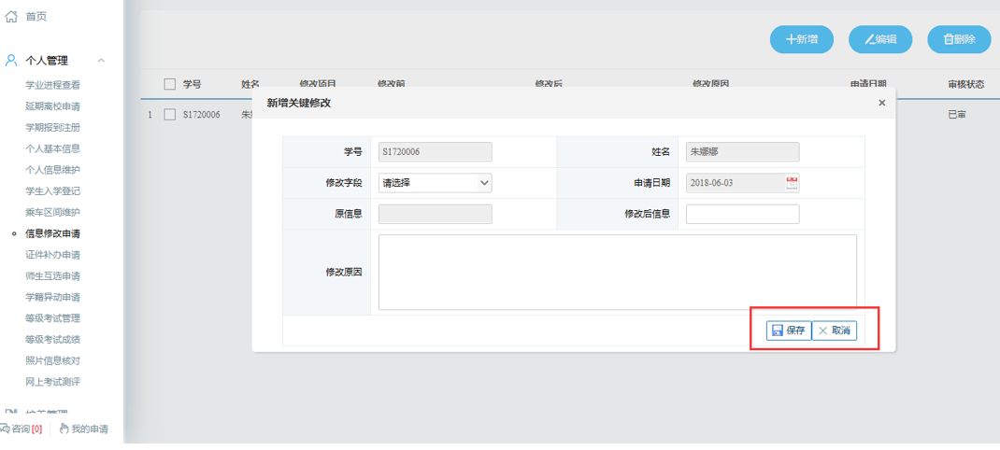 首页
个人管理
学业进程查看
延期离校申请
学期报到注册
个人基本信息
个人信息维护
学生入学登记
乘车区间维护
信息修改申请
证件补办申请
师生互选申请
学籍异动申请
等级考试管理
等级考试成绩
照片信息核对
网上考试测评
咨询[0] 我的申请
新增 编辑 删除
学号 姓名 修改项目 修改前 修改后 修改原因 申请日期 审核状态
1 S1720006 已审
新增关键修改 ×
学号 S1720006 姓名 朱娜娜
修改字段 请选择 申请日期 2018-06-03
原信息 修改后信息
修改原因
保存 取消